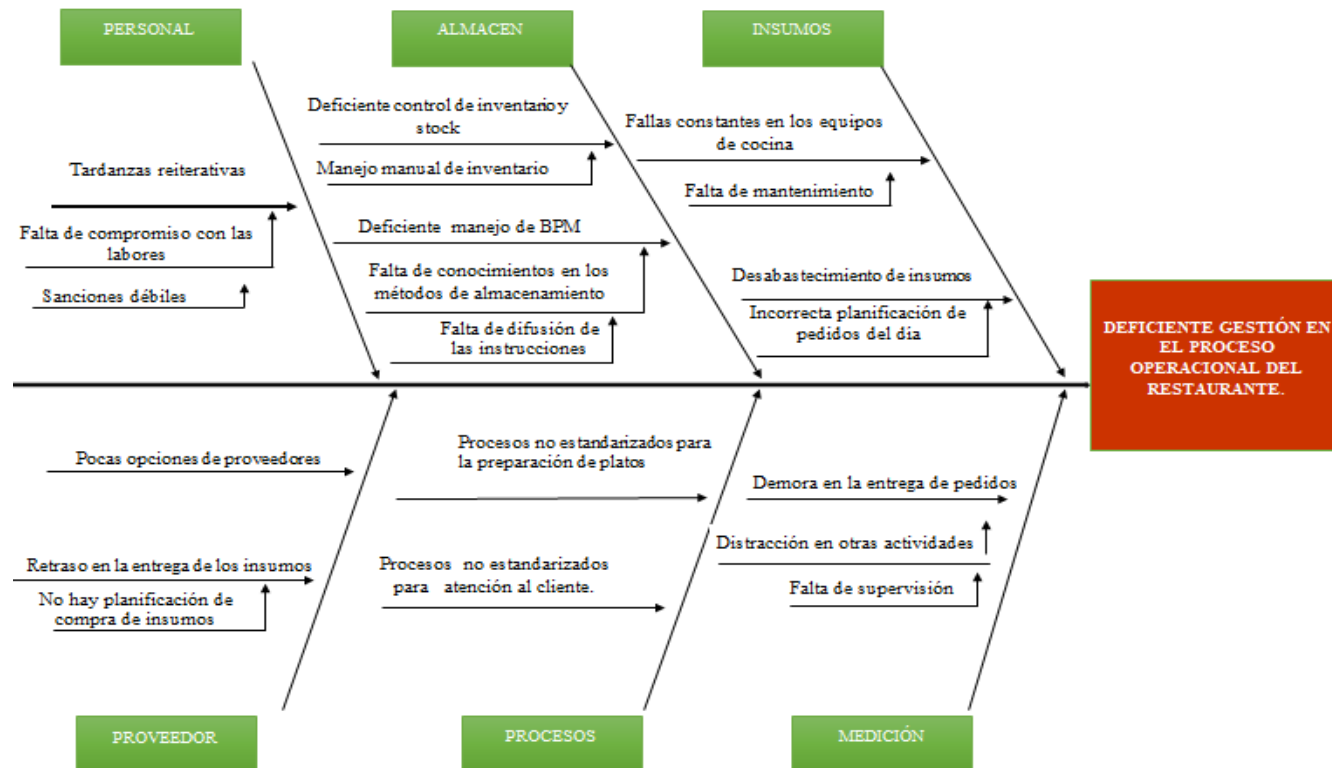 PERSONAL
ALMACEN
INSUMOS
Deficiente control de inventario y
stock
Manejo manual de inventario
Fallas constantes en los equipos
de cocina
Falta de mantenimiento
Tardanzas reiterativas
Falta de compromiso con las
labores
Sanciones débiles
Deficiente manejo de BPM
Falta de conocimientos en los
métodos de almacenamiento
Falta de difusión de
las instrucciones
Desabastecimiento de insumos
Incorrecta planificación de
pedidos del dia
DEFICIENTE GESTIÓN EN
EL PROCESO
OPERACIONAL DEL
RESTAURANTE.
Pocas opciones de proveedores
Retraso en la entrega de los insumos
No hay planificación de
compra de insumos
Procesos no estandarizados para
la preparación de platos
Procesos no estandarizados
para atención al cliente.
Demora en la entrega de pedidos
Distracción en otras actividades
Falta de supervisión
PROVEEDOR
PROCESOS
MEDICIÓN